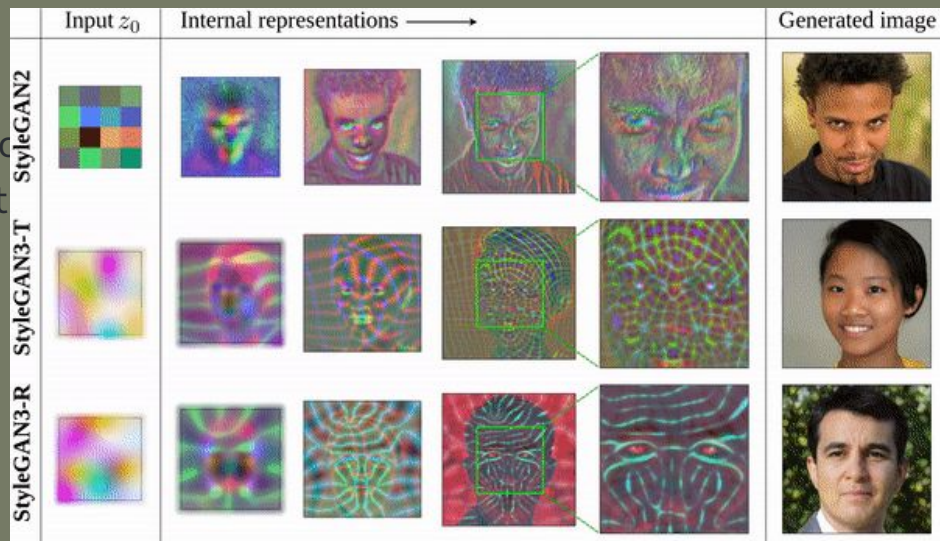 Input z₀ Internal representations ⟶ Generated image
StyleGAN2
StyleGAN3-T
StyleGAN3-R